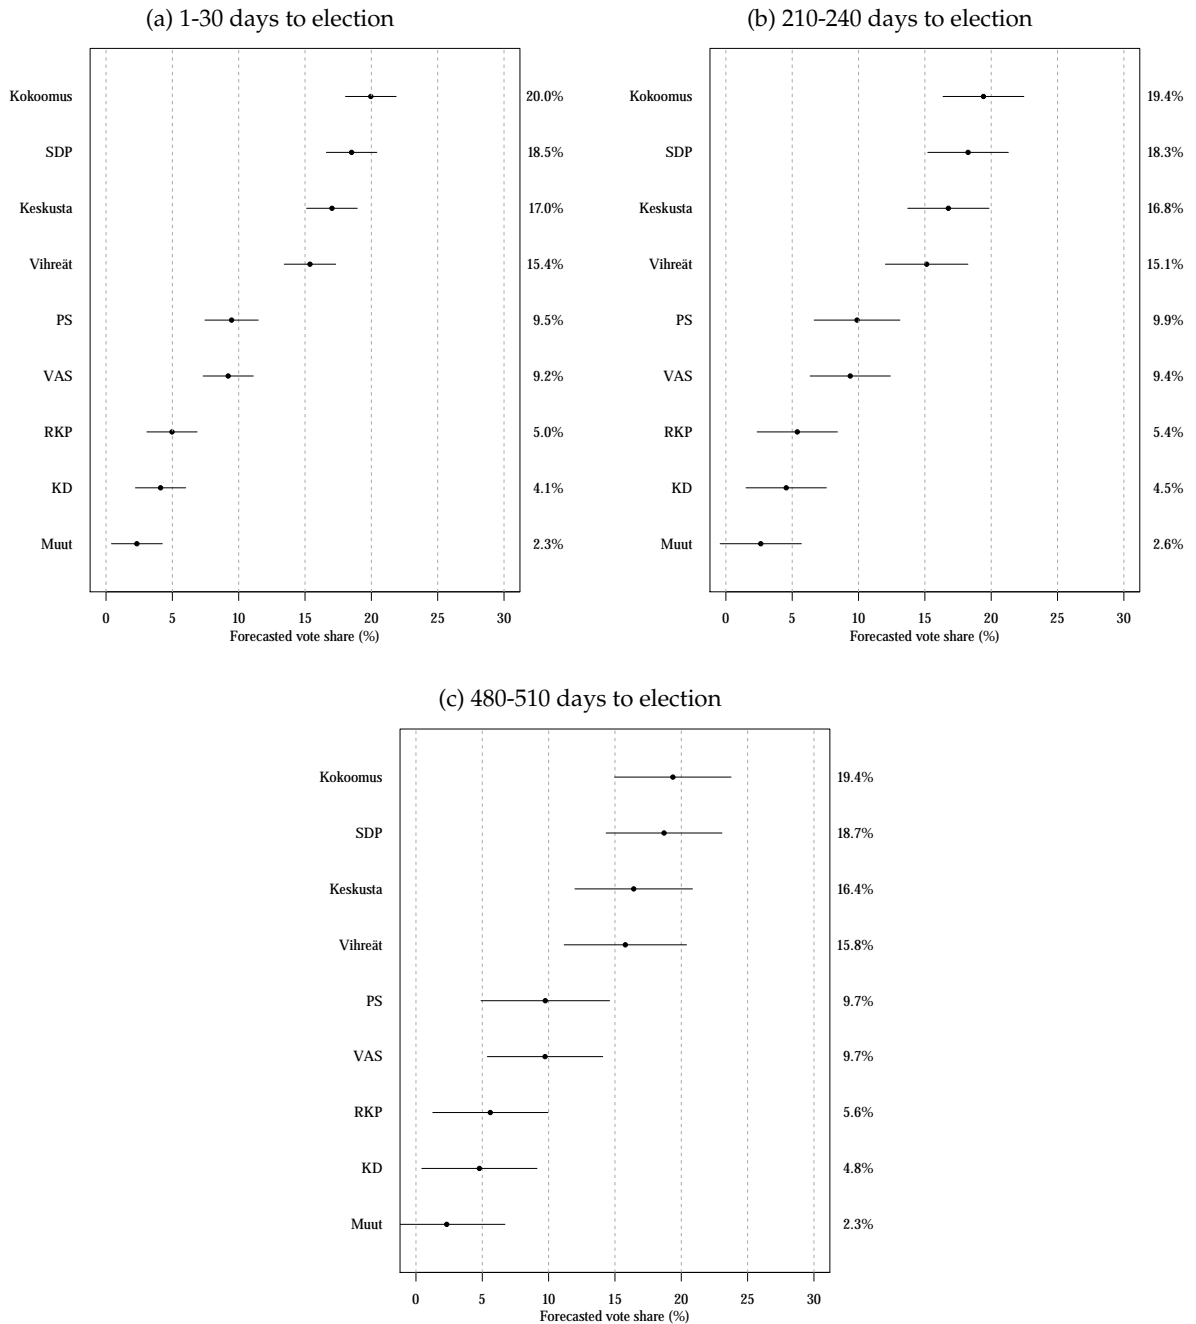 (a) 1-30 days to election
Kokoomus 20.0%
SDP 18.5%
Keskusta 17.0%
Vihreät 15.4%
PS 9.5%
VAS 9.2%
RKP 5.0%
KD 4.1%
Muut 2.3%
0 5 10 15 20 25 30
Forecasted vote share (%)
(b) 210-240 days to election
Kokoomus 19.4%
SDP 18.3%
Keskusta 16.8%
Vihreät 15.1%
PS 9.9%
VAS 9.4%
RKP 5.4%
KD 4.5%
Muut 2.6%
0 5 10 15 20 25 30
Forecasted vote share (%)
(c) 480-510 days to election
Kokoomus 19.4%
SDP 18.7%
Keskusta 16.4%
Vihreät 15.8%
PS 9.7%
VAS 9.7%
RKP 5.6%
KD 4.8%
Muut 2.3%
0 5 10 15 20 25 30
Forecasted vote share (%)